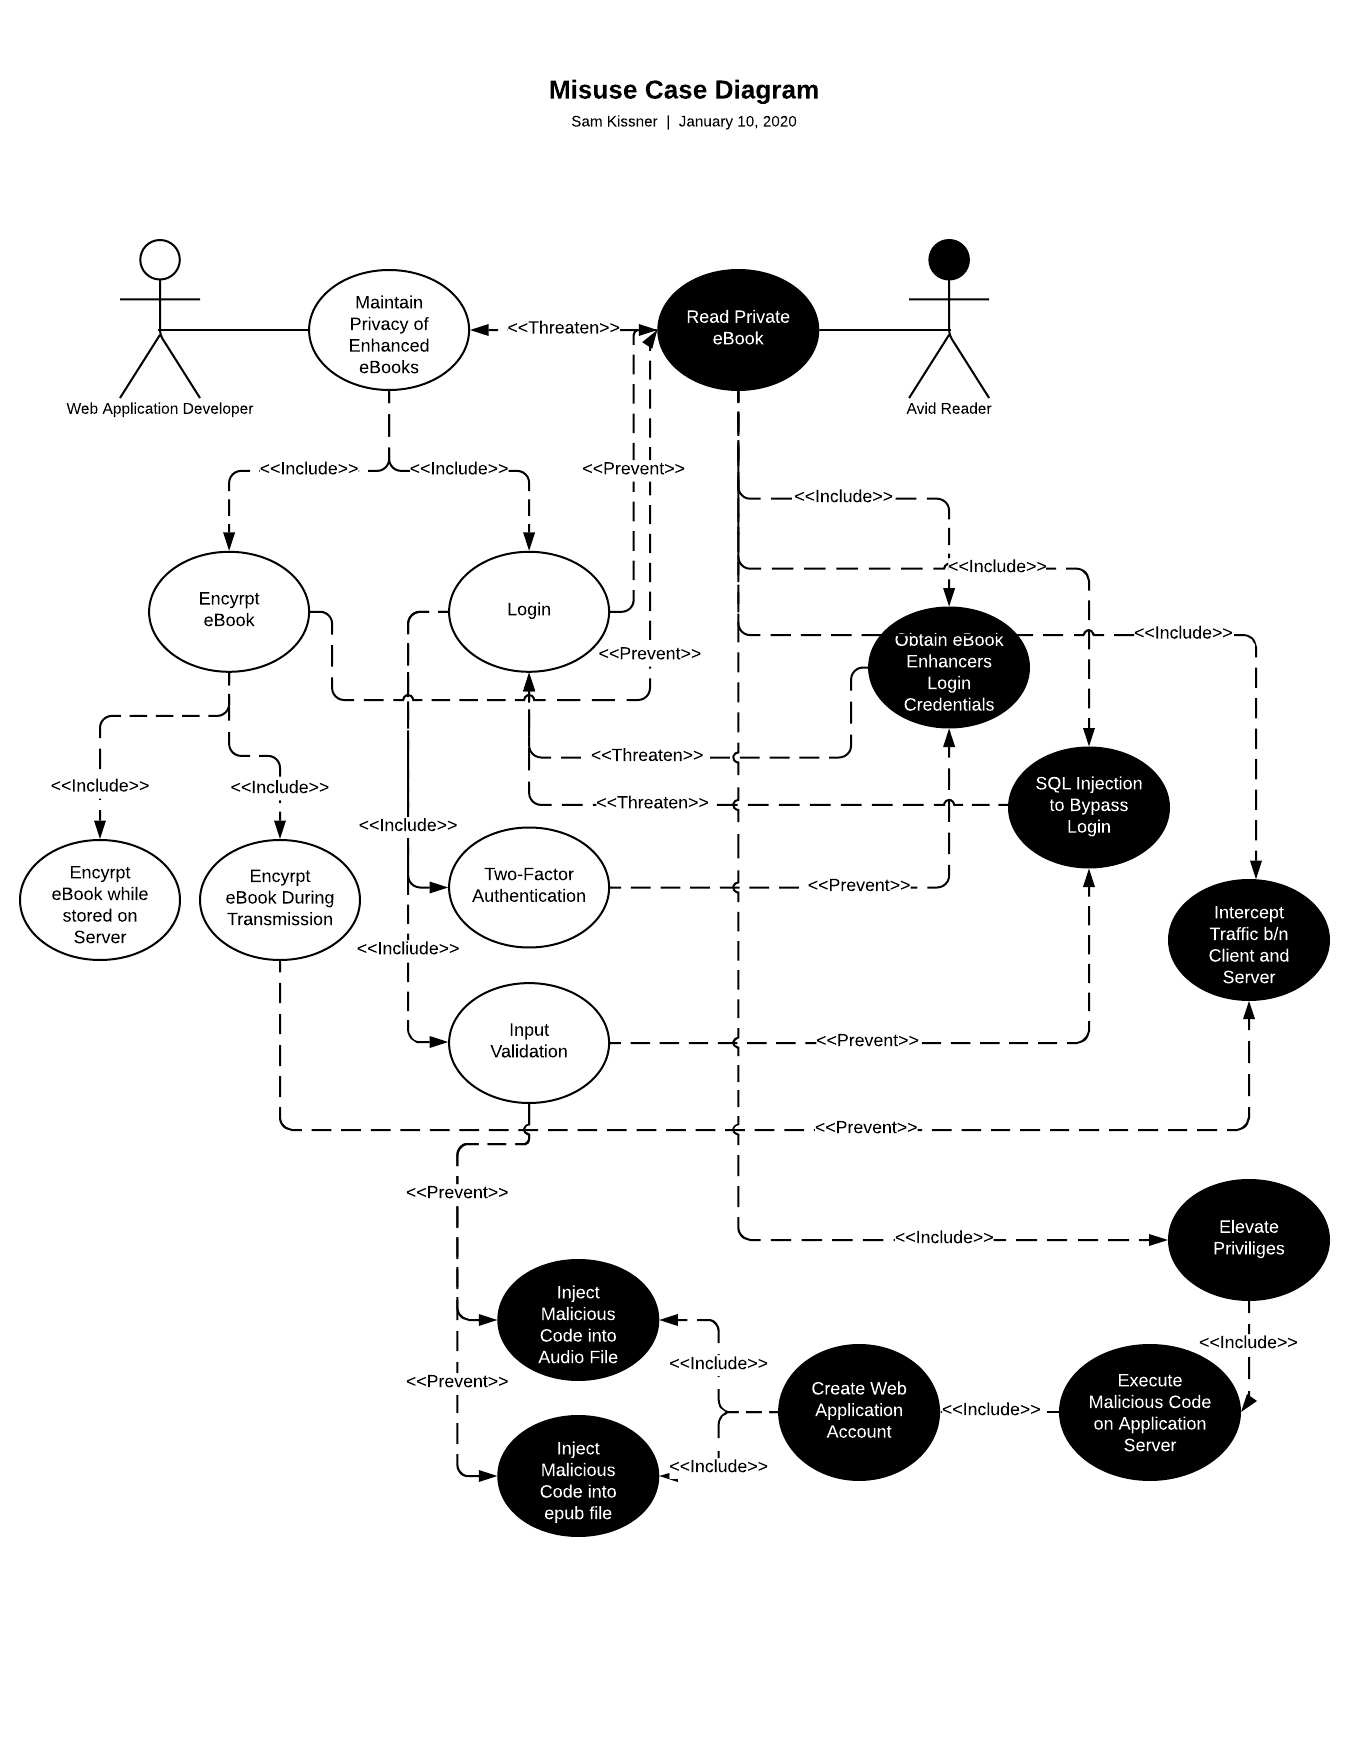 Misuse Case Diagram
Sam Kissner | January 10, 2020
Maintain
Privacy of
Enhanced
eBooks
<<Threaten>>
Read Private
eBook
Web Application Developer
Avid Reader
<<Include>>
<<Include>>
<<Prevent>>
<<Include>>
<<Include>>
Encyrpt
eBook
Login
<<Prevent>>
Obtain eBook
Enhancers
Login
Credentials
<<Include>>
<<Threaten>>
<<Threaten>>
SQL Injection
to Bypass
Login
<<Include>>
<<Include>>
<<Include>>
Encyrpt
eBook while
stored on
Server
Encyrpt
eBook During
Transmission
Two-Factor
Authentication
<<Prevent>>
Intercept
Traffic b/n
Client and
Server
<<Include>>
Input
Validation
<<Prevent>>
<<Prevent>>
<<Prevent>>
<<Include>>
Elevate
Priviliges
Inject
Malicious
Code into
Audio File
<<Include>>
<<Include>>
<<Prevent>>
Create Web
Application
Account
<<Include>>
Execute
Malicious Code
on Application
Server
Inject
Malicious
Code into
epub file
<<Include>>